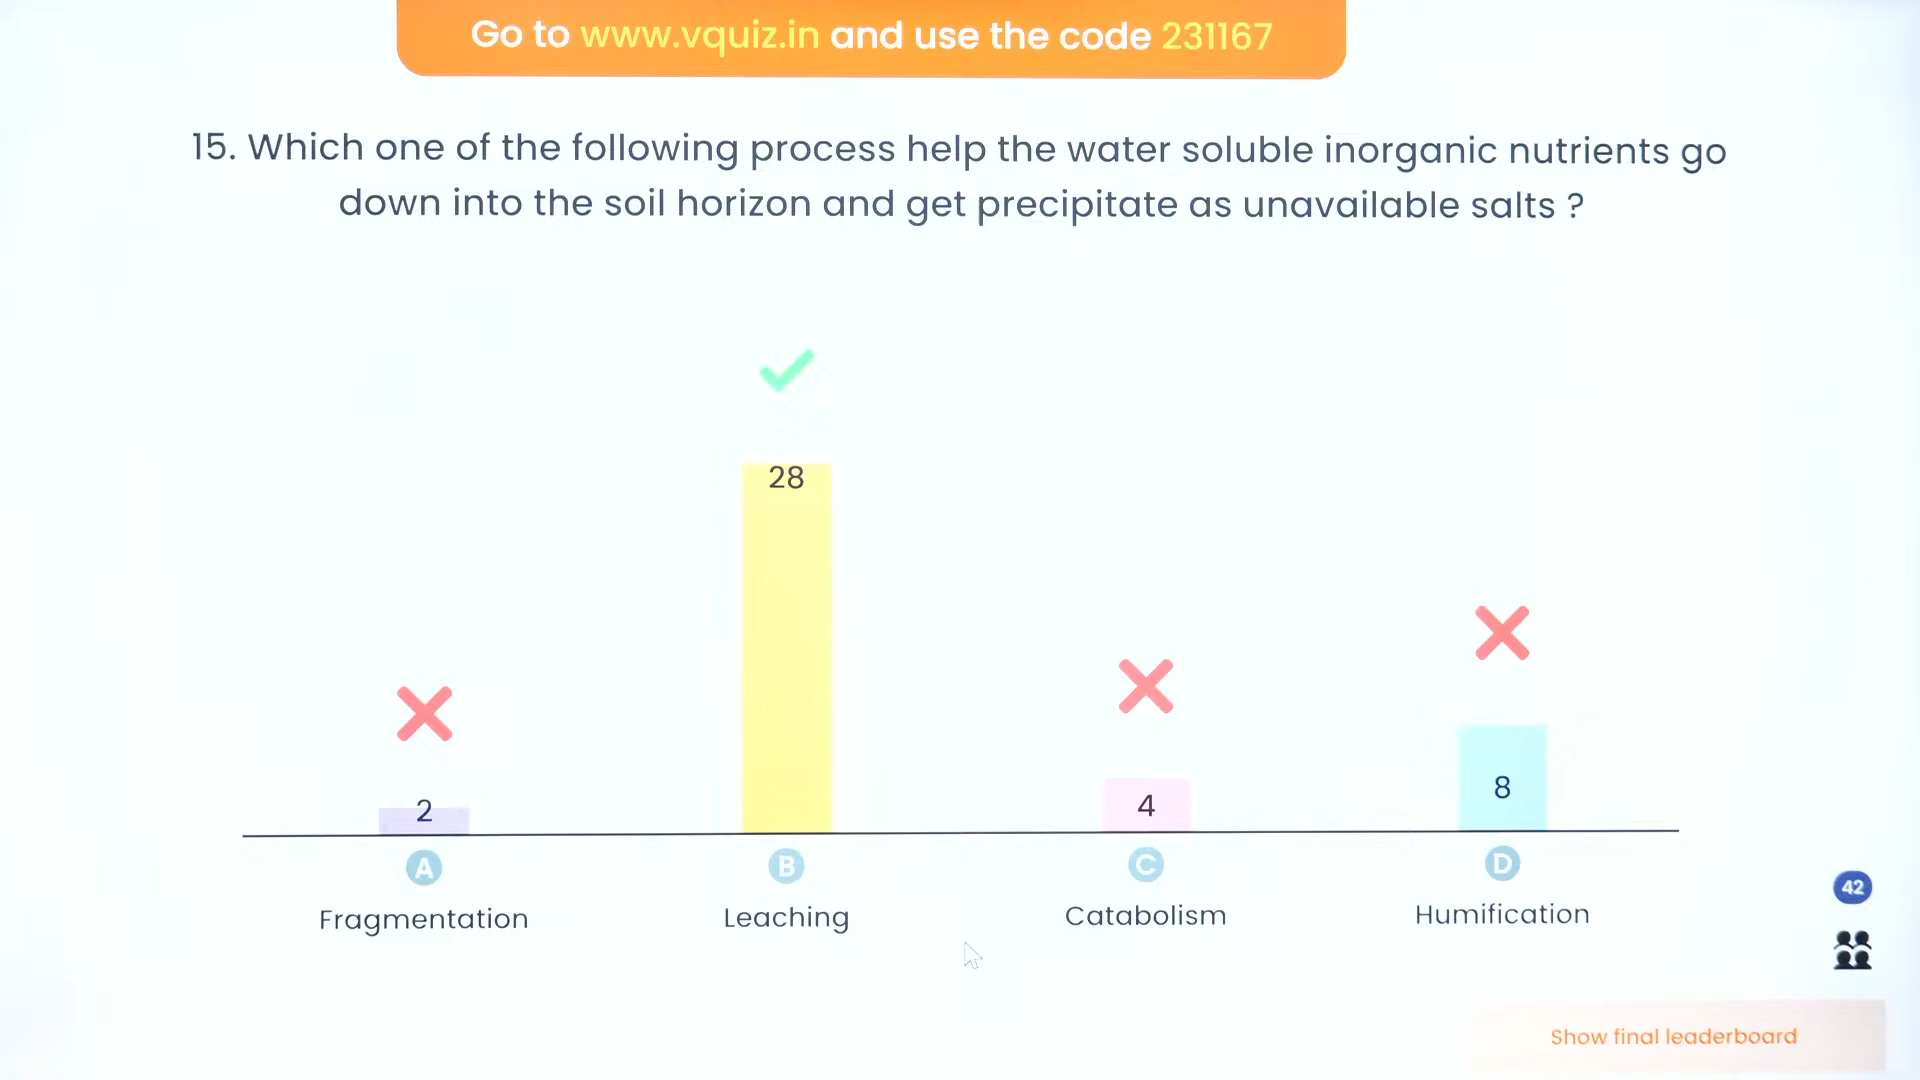 Go to www.vquiz.in and use the code 231167
15. Which one of the following process help the water soluble inorganic nutrients go
down into the soil horizon and get precipitate as unavailable salts ?
28
2
4
8
A
B
C
D
Fragmentation
Leaching
Catabolism
Humification
42
Show final leaderboard